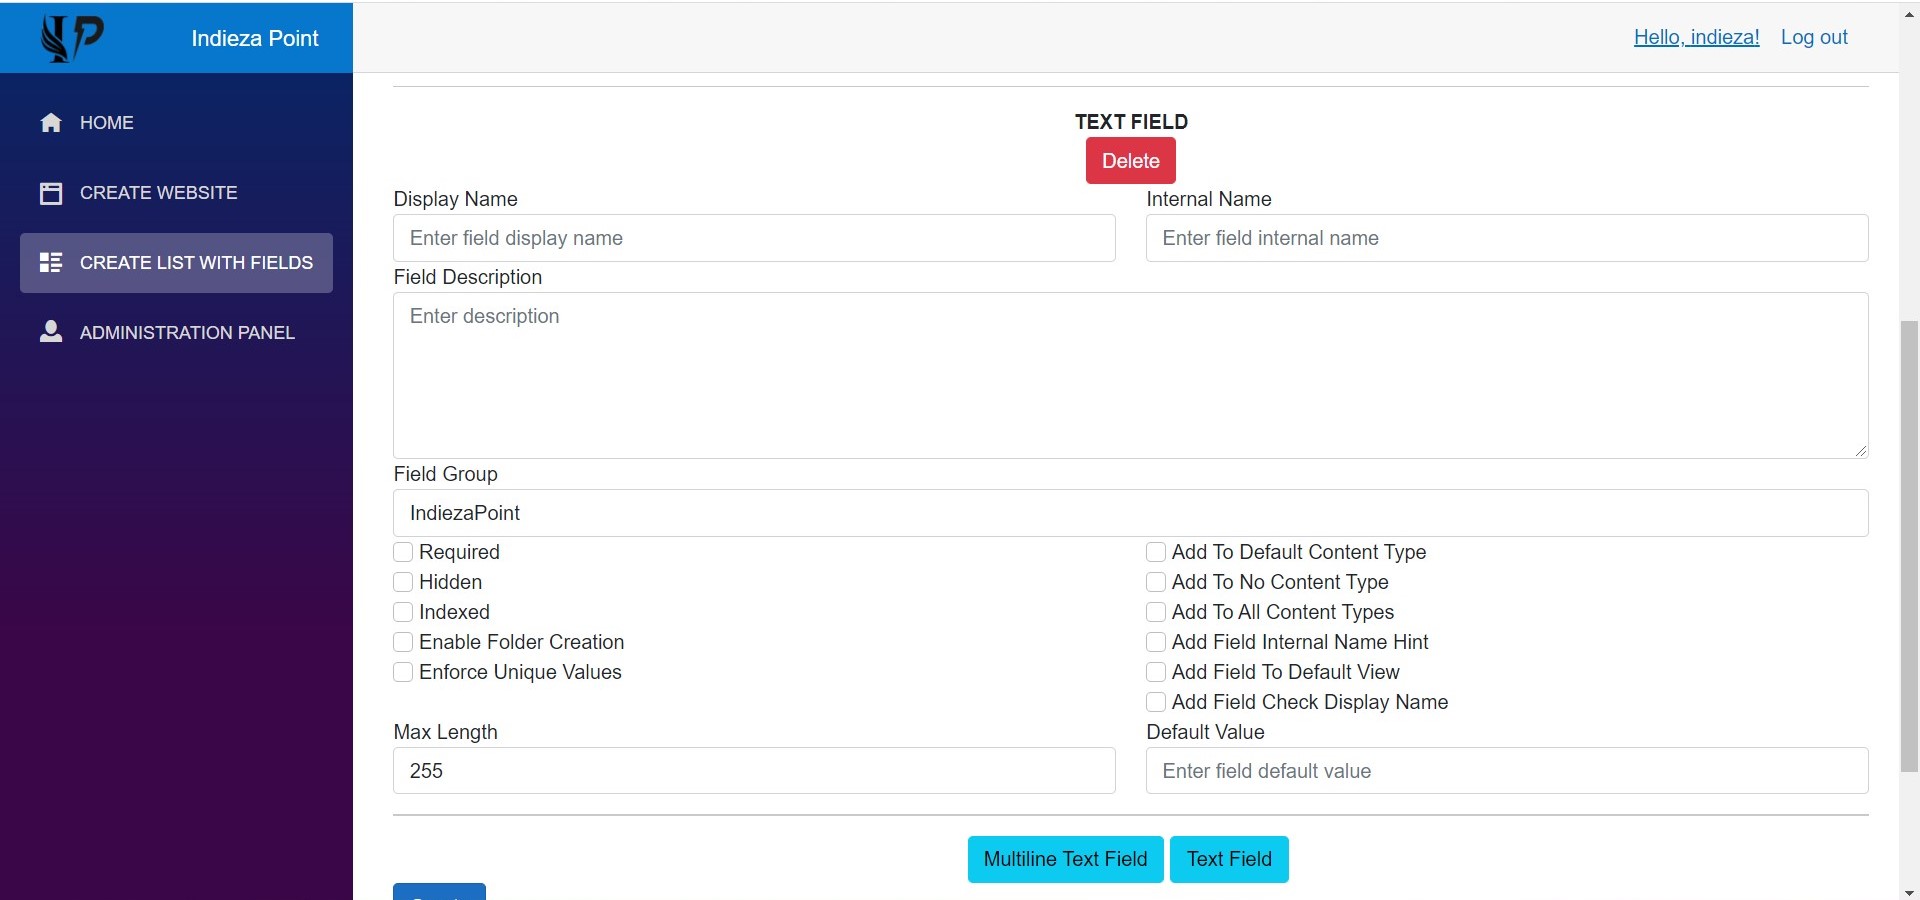 Indieza Point
Hello, indieza! Log out
HOME
CREATE WEBSITE
CREATE LIST WITH FIELDS
ADMINISTRATION PANEL
TEXT FIELD
Delete
Display Name
Internal Name
Enter field display name
Enter field internal name
Field Description
Enter description
Field Group
IndiezaPoint
Required
Hidden
Indexed
Enable Folder Creation
Enforce Unique Values
Add To Default Content Type
Add To No Content Type
Add To All Content Types
Add Field Internal Name Hint
Add Field To Default View
Add Field Check Display Name
Max Length
255
Default Value
Enter field default value
Multiline Text Field
Text Field